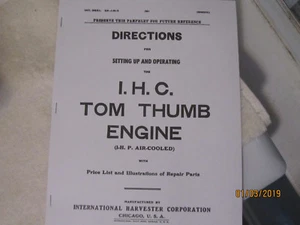 PRESERVE THIS PAMPHLET FOR FUTURE REFERENCE
DIRECTIONS
FOR
SETTING UP AND OPERATING
THE
I. H. C.
TOM THUMB
ENGINE
(1-H. P. AIR-COOLED)
WITH
Price List and Illustrations of Repair Parts
MANUFACTURED BY
INTERNATIONAL HARVESTER CORPORATION
CHICAGO, U. S. A.
01/09/2019